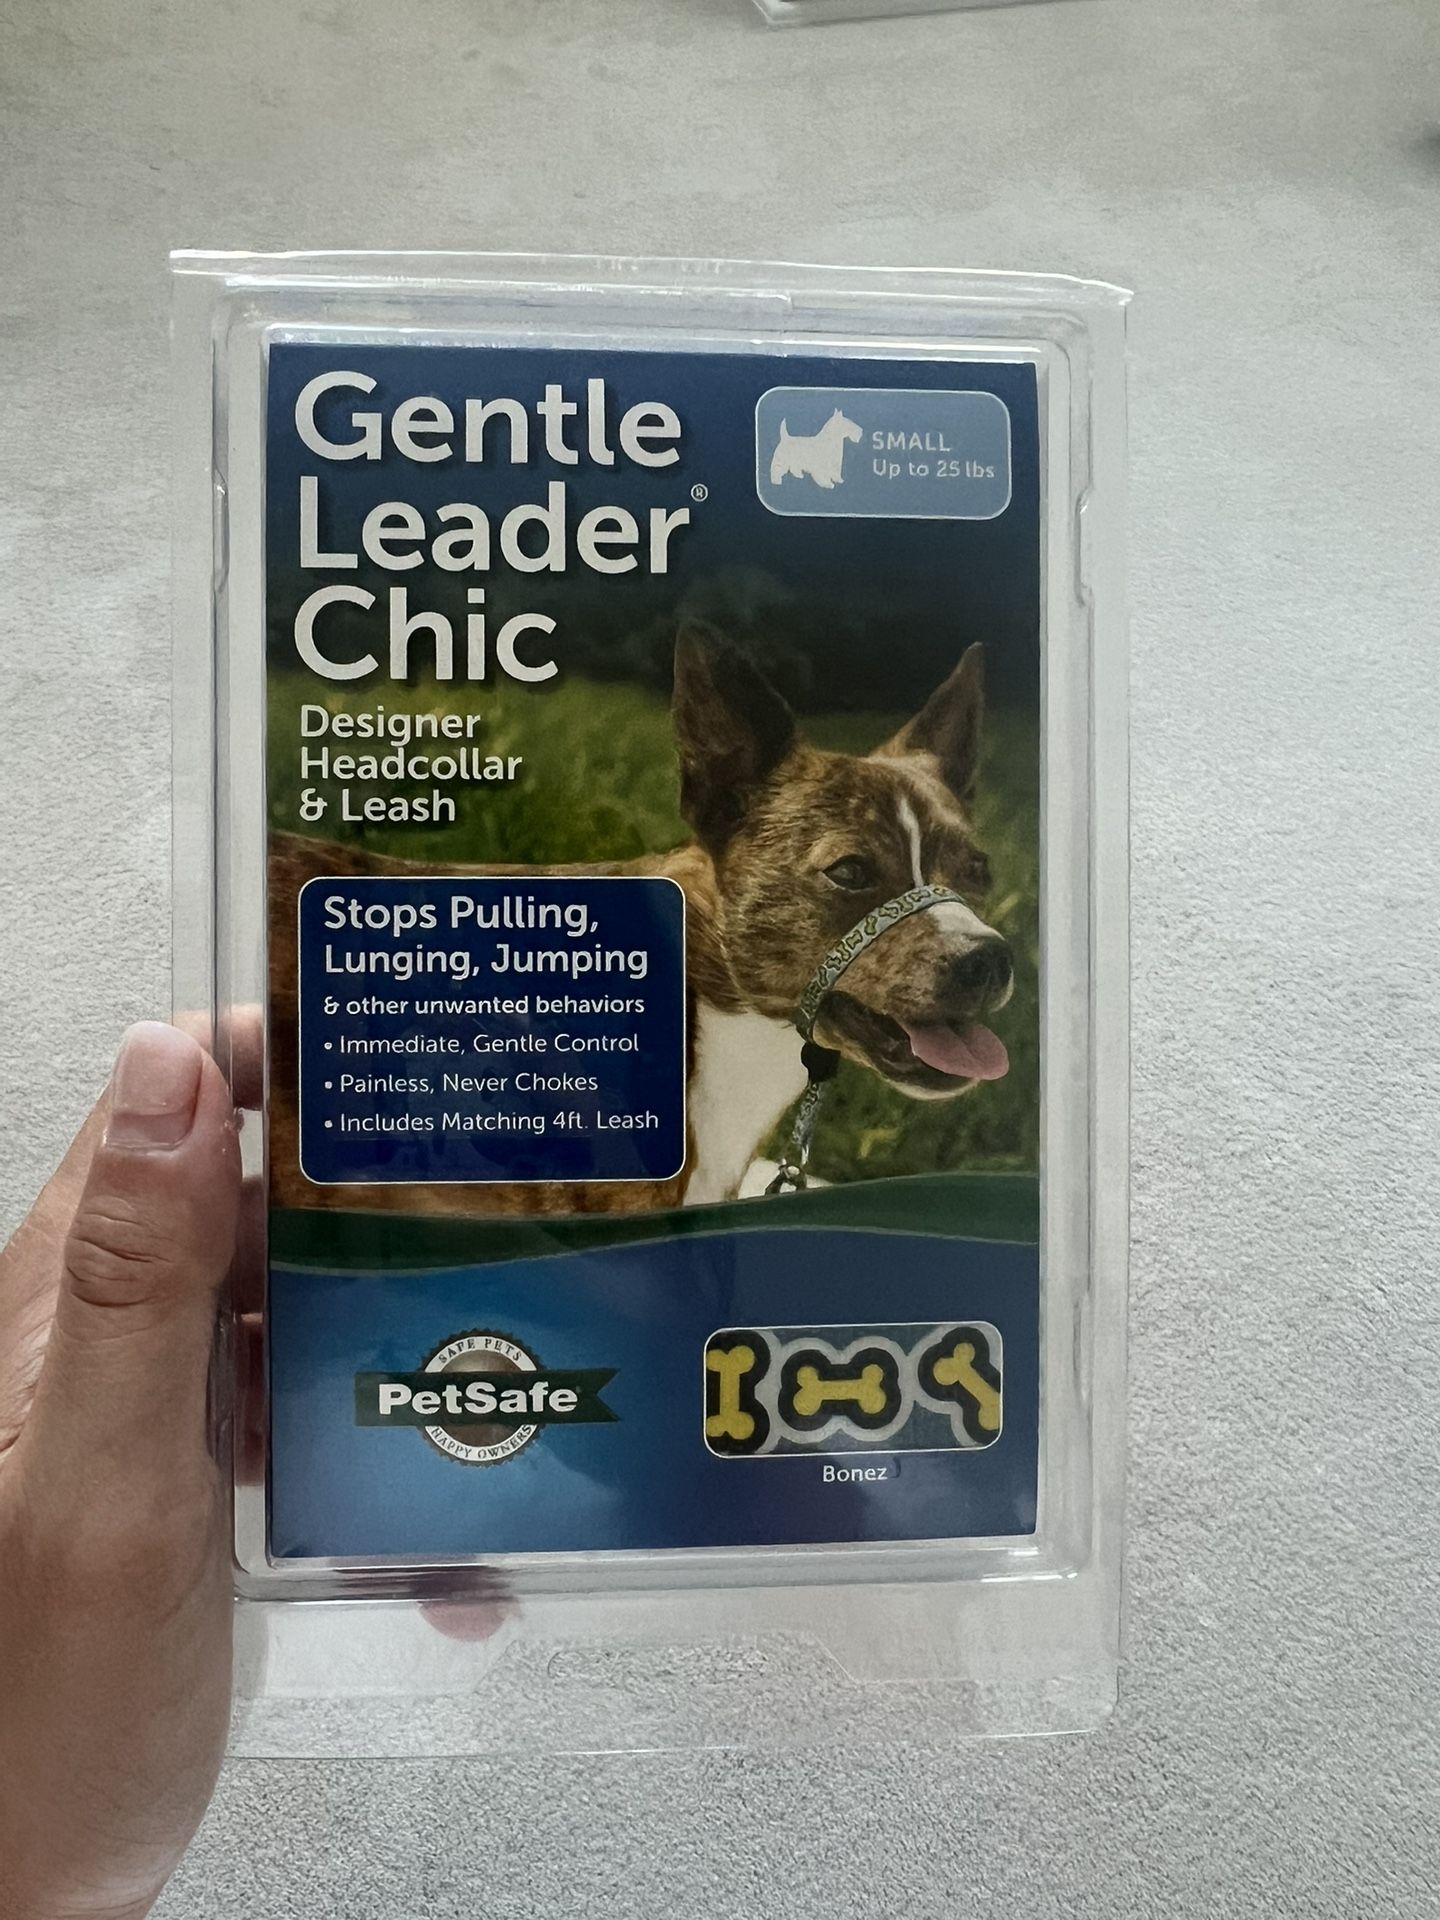 Gentle
Leader®
Chic
SMALL
Up to 25 lbs
Designer
Headcollar
& Leash
Stops Pulling,
Lunging, Jumping
& other unwanted behaviors
• Immediate, Gentle Control
• Painless, Never Chokes
• Includes Matching 4ft. Leash
SAFE PETS
PetSafe
HAPPY OWNERS
Bonez